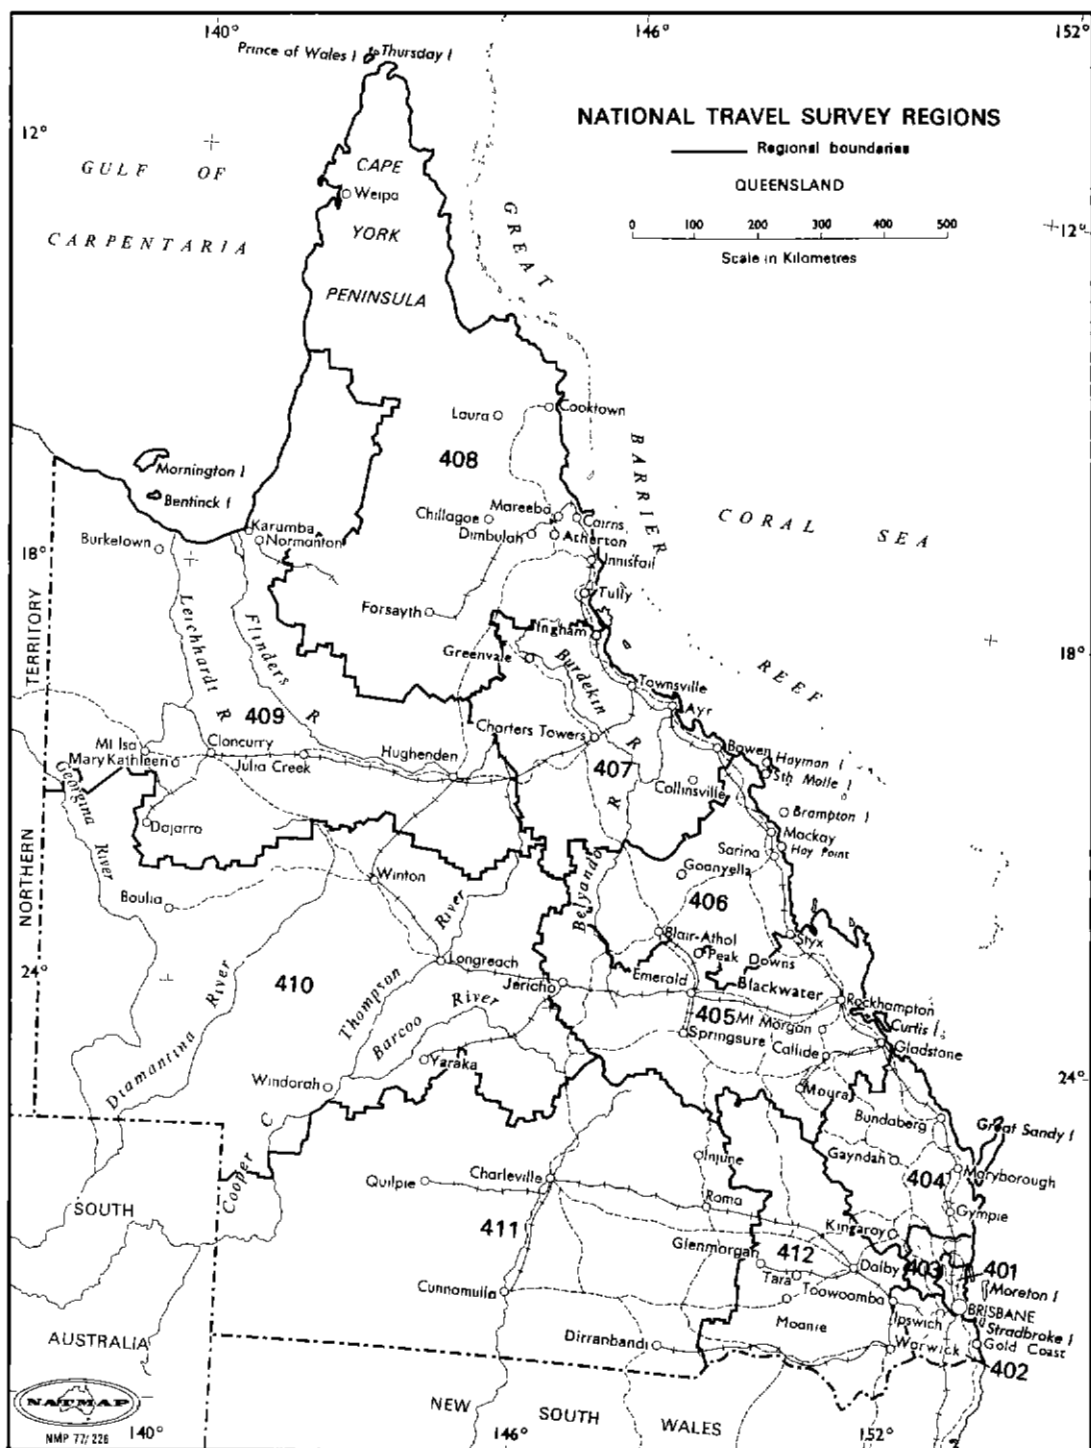 140°
146°
152°
Prince of Wales I
Thursday I
12°
NATIONAL TRAVEL SURVEY REGIONS
Regional boundaries
QUEENSLAND
0 100 200 300 400 500
Scale in Kilometres
12°
GULF OF
CARPENTARIA
CAPE
Weipa
YORK
PENINSULA
GREAT
BARRIER
REEF
CORAL SEA
Laura
Cooktown
408
Mornington I
Bentinck I
Mareeba
Chillagoe
Cairns
Dimbulah
Atherton
Karumba
Normanton
Burketown
18°
Innisfail
Tully
Forsayth
Ingham
18°
Greenvale
Burdekin
R
Leichhardt
R
Flinders
R
409
Townsville
Ayr
Charters Towers
407
R
Bowen
Hayman I
Sth Molle I
Collinsville
Mt Isa
Mary Kathleen
Cloncurry
Julia Creek
Hughenden
Brampton I
Mackay
Hay Point
Sarina
Goonyella
Dajarra
Georgina
River
NORTHERN
TERRITORY
Boulia
Winton
River
Belyando
R
406
Blair-Athol
Peak Downs
Styx
24°
410
Longreach
Jericho
Emerald
Blackwater
Rockhampton
Curtis I
405
Mt Morgan
Gladstone
Springsure
Callide
Thompson
Barcoo
River
Diamantina
River
Yaraka
Windorah
Moura
24°
Bundaberg
Great Sandy I
Cooper
C
Injune
Gayndah
Maryborough
404
Quilpie
Charleville
Roma
Gympie
SOUTH
411
Kingaroy
Glenmorgan
412
Dalby
403
401
Moreton I
Cunnamulla
Tara
Toowoomba
BRISBANE
Ipswich
Stradbroke I
Moonie
AUSTRALIA
Dirranbandi
Warwick
Gold Coast
402
NATMAP
NMP 77/226
NEW SOUTH WALES
140°
146°
152°